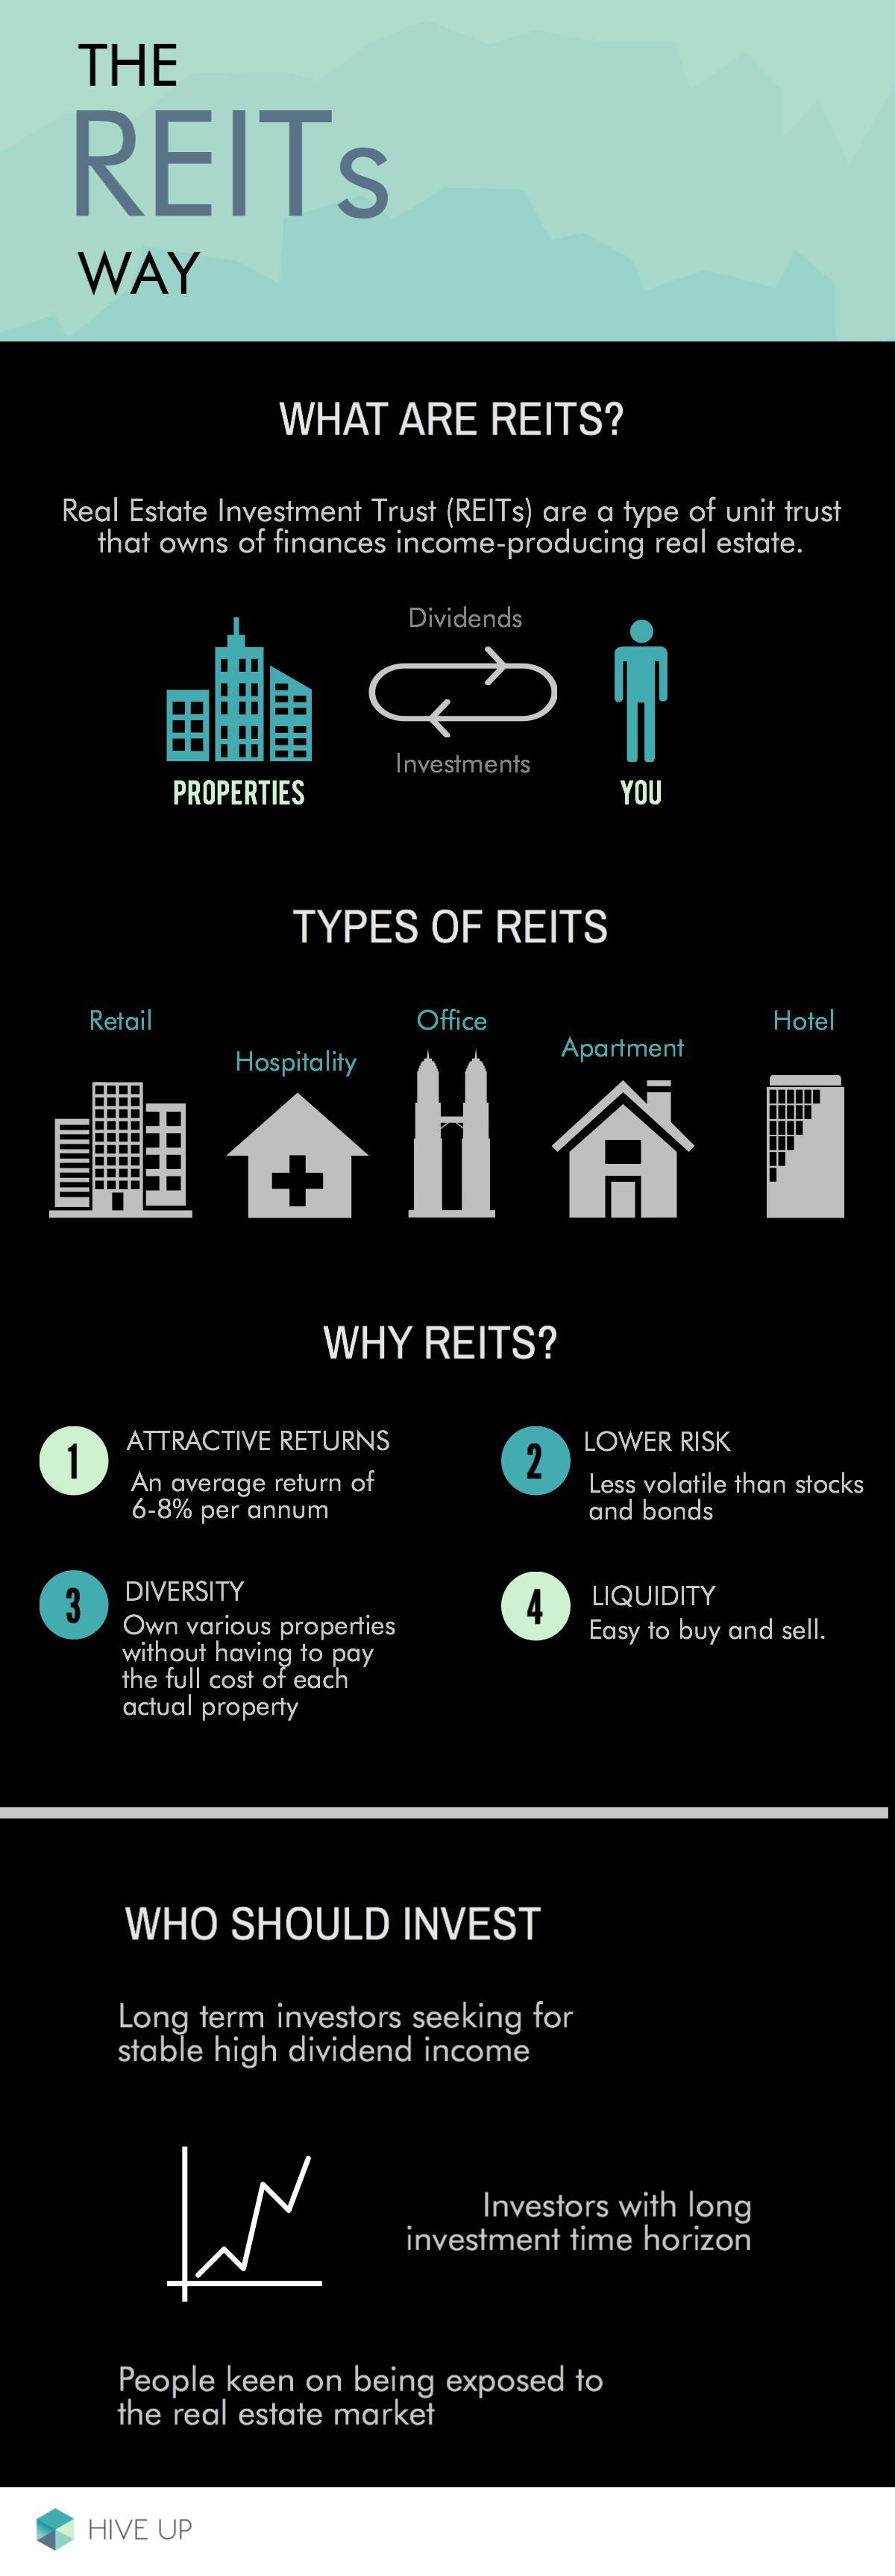 THE
REITs
WAY
WHAT ARE REITS?
Real Estate Investment Trust (REITs) are a type of unit trust
that owns of finances income-producing real estate.
Dividends
Investments
PROPERTIES
YOU
TYPES OF REITS
Retail
Hospitality
Office
Apartment
Hotel
WHY REITS?
1
ATTRACTIVE RETURNS
An average return of
6-8% per annum
2
LOWER RISK
Less volatile than stocks
and bonds
3
DIVERSITY
Own various properties
without having to pay
the full cost of each
actual property
4
LIQUIDITY
Easy to buy and sell.
WHO SHOULD INVEST
Long term investors seeking for
stable high dividend income
Investors with long
investment time horizon
People keen on being exposed to
the real estate market
HIVE UP